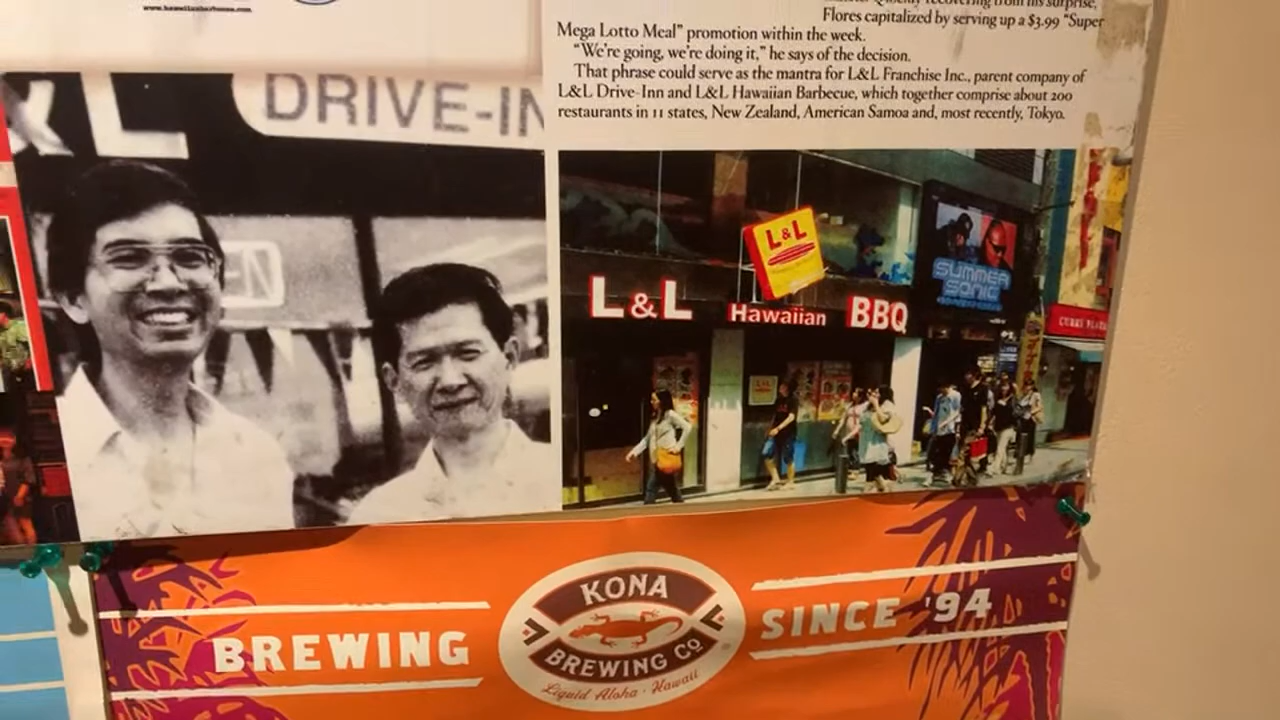 www.hawaiianbarbecue.com
Flores capitalized by serving up a $3.99 "Super
Mega Lotto Meal" promotion within the week.
"We're going, we're doing it," he says of the decision.
That phrase could serve as the mantra for L&L Franchise Inc., parent company of
L&L Drive-Inn and L&L Hawaiian Barbecue, which together comprise about 200
restaurants in 11 states, New Zealand, American Samoa and, most recently, Tokyo.
DRIVE-IN
L&L
L&L Hawaiian BBQ
SUMMER
SONIC
KONA
BREWING CO
Liquid Aloha · Hawaii
BREWING
SINCE '94